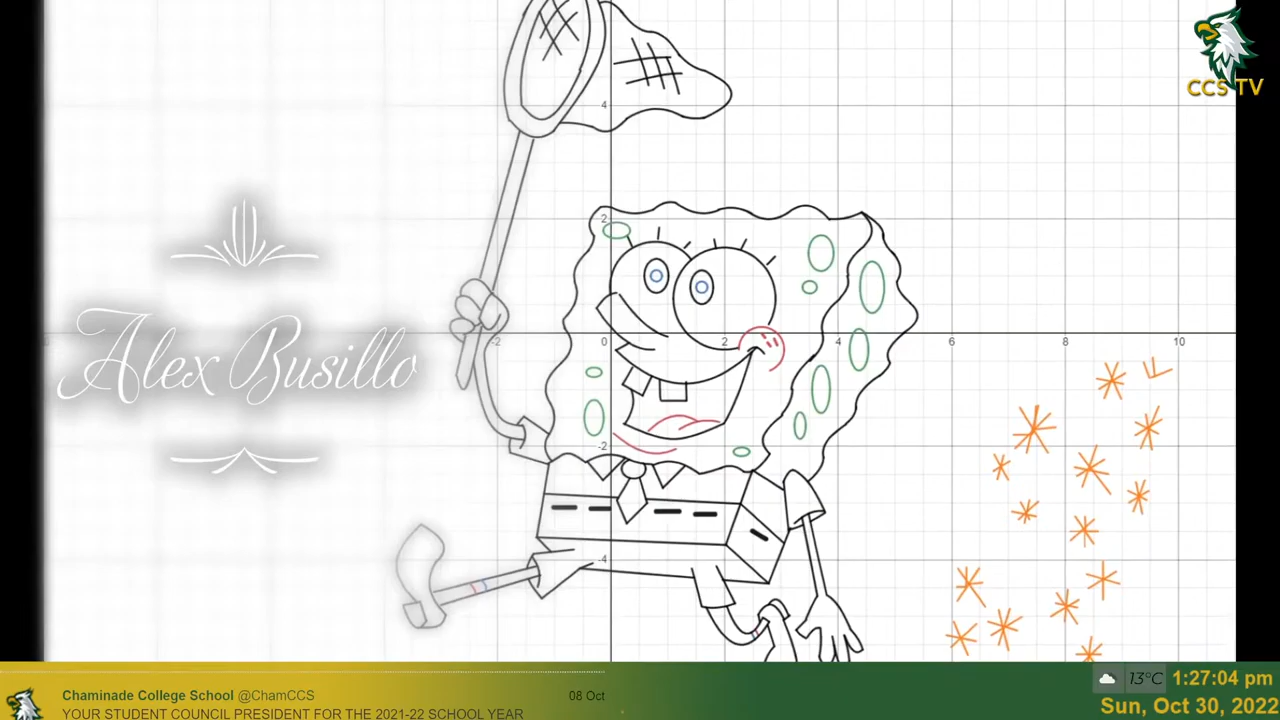 CCS TV
4
2
Alex Busillo
-2
0
2
4
6
8
10
-2
-4
13°C
1:27:04 pm
Sun, Oct 30, 2022
Chaminade College School @ChamCCS
08 Oct
YOUR STUDENT COUNCIL PRESIDENT FOR THE 2021-22 SCHOOL YEAR